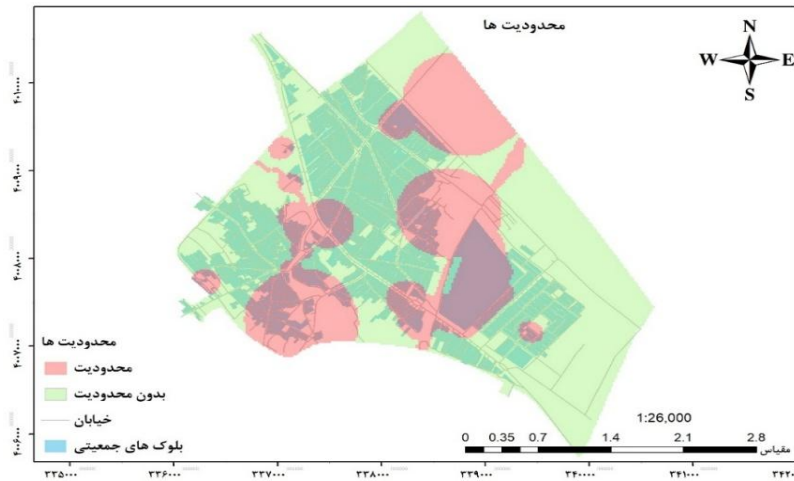 محدودیت ها
N
W E
S
۴۰۱۰۰۰۰
۴۰۰۹۰۰۰
۴۰۰۸۰۰۰
۴۰۰۷۰۰۰
۴۰۰۶۰۰۰
محدودیت ها
محدودیت
بدون محدودیت
خیابان
بلوک های جمعیتی
1:26,000
0 0.35 0.7 1.4 2.1 2.8
مقیاس
۳۳۵۰۰۰ ۳۳۶۰۰۰ ۳۳۷۰۰۰ ۳۳۸۰۰۰ ۳۳۹۰۰۰ ۳۴۰۰۰۰ ۳۴۱۰۰۰